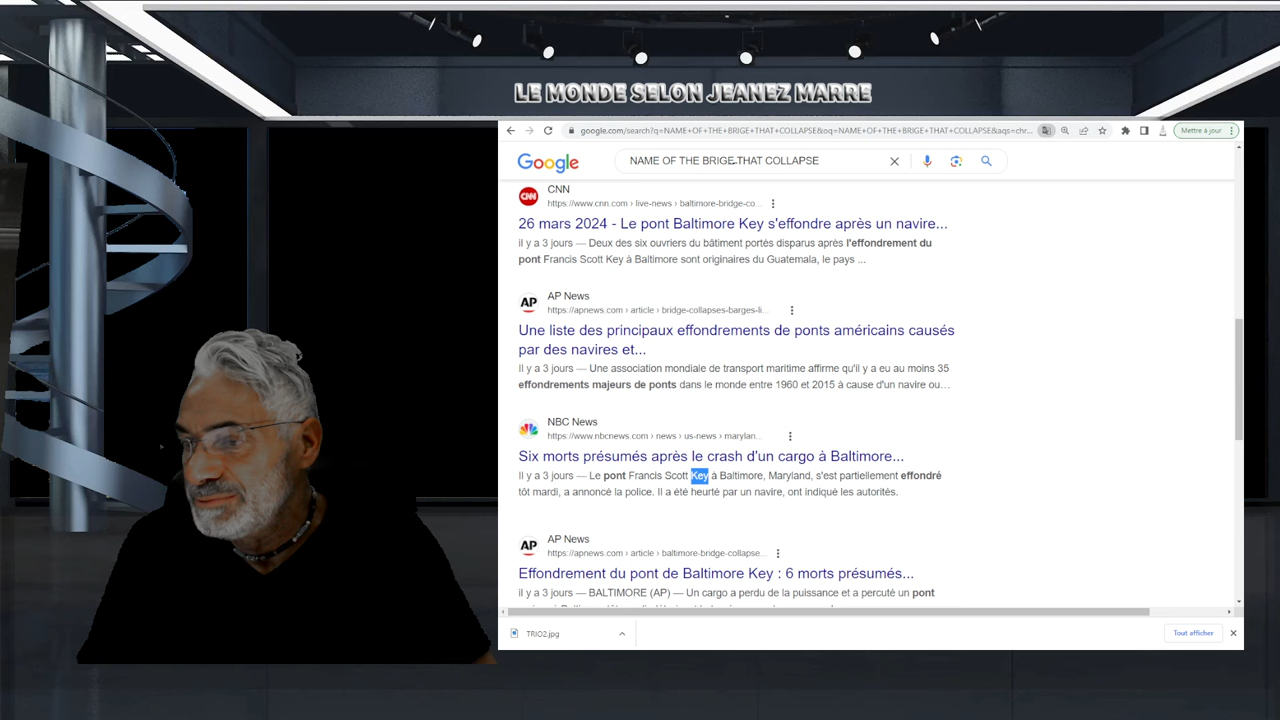 LE MONDE SELON JEANEZ MARRE
google.com/search?q=NAME+OF+THE+BRIGE+THAT+COLLAPSE&oq=NAME+OF+THE+BRIGE+THAT+COLLAPSE&aqs=chr...
Mettre à jour
Google
NAME OF THE BRIGE THAT COLLAPSE
CNN
CNN
https://www.cnn.com › live-news › baltimore-bridge-co...
26 mars 2024 - Le pont Baltimore Key s'effondre après un navire...
il y a 3 jours — Deux des six ouvriers du bâtiment portés disparus après l'effondrement du
pont Francis Scott Key à Baltimore sont originaires du Guatemala, le pays ...
AP
AP News
https://apnews.com › article › bridge-collapses-barges-li...
Une liste des principaux effondrements de ponts américains causés
par des navires et...
Il y a 3 jours — Une association mondiale de transport maritime affirme qu'il y a eu au moins 35
effondrements majeurs de ponts dans le monde entre 1960 et 2015 à cause d'un navire ou...
NBC News
https://www.nbcnews.com › news › us-news › marylan...
Six morts présumés après le crash d'un cargo à Baltimore...
Il y a 3 jours — Le pont Francis Scott Key à Baltimore, Maryland, s'est partiellement effondré
tôt mardi, a annoncé la police. Il a été heurté par un navire, ont indiqué les autorités.
AP
AP News
https://apnews.com › article › baltimore-bridge-collapse...
Effondrement du pont de Baltimore Key : 6 morts présumés...
il y a 3 jours — BALTIMORE (AP) — Un cargo a perdu de la puissance et a percuté un pont
TRIO2.jpg
Tout afficher